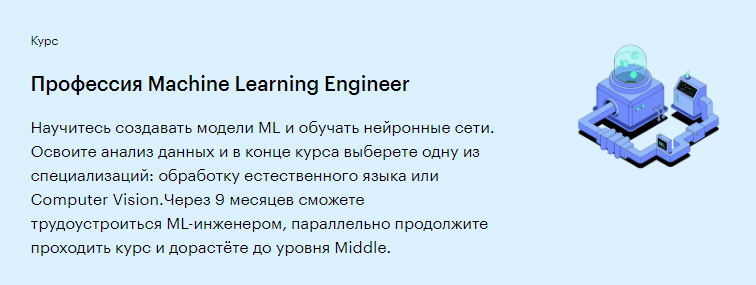 Курс
Профессия Machine Learning Engineer
Научитесь создавать модели ML и обучать нейронные сети.
Освоите анализ данных и в конце курса выберете одну из
специализаций: обработку естественного языка или
Computer Vision.Через 9 месяцев сможете
трудоустроиться ML-инженером, параллельно продолжите
проходить курс и дорастёте до уровня Middle.